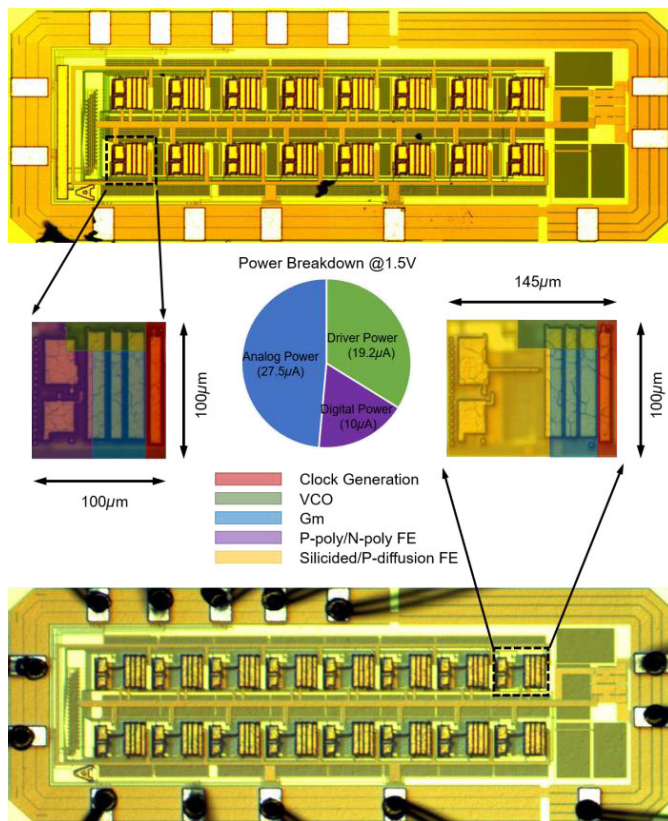 Power Breakdown @1.5V
Analog Power
(27.5µA)
Driver Power
(19.2µA)
Digital Power
(10µA)
100µm
100µm
145µm
100µm
Clock Generation
VCO
Gm
P-poly/N-poly FE
Silicided/P-diffusion FE